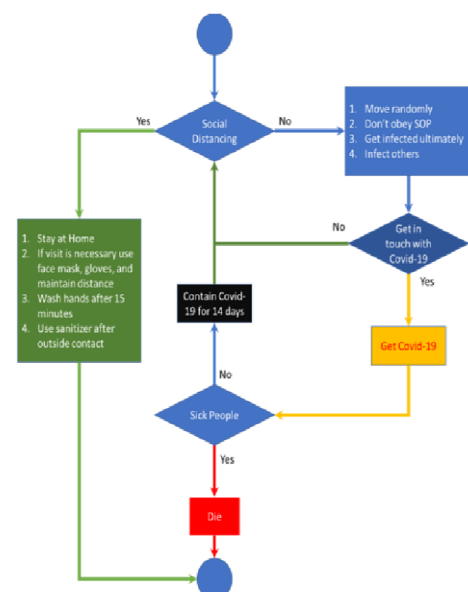 Yes
Social
Distancing
No
1. Move randomly
2. Don't obey SOP
3. Get infected ultimately
4. Infect others
1. Stay at Home
2. If visit is necessary use
face mask, gloves, and
maintain distance
3. Wash hands after 15
minutes
4. Use sanitizer after
outside contact
No
Get in
touch with
Covid-19
Yes
Contain Covid-
19 for 14 days
Get Covid-19
No
Sick People
Yes
Die